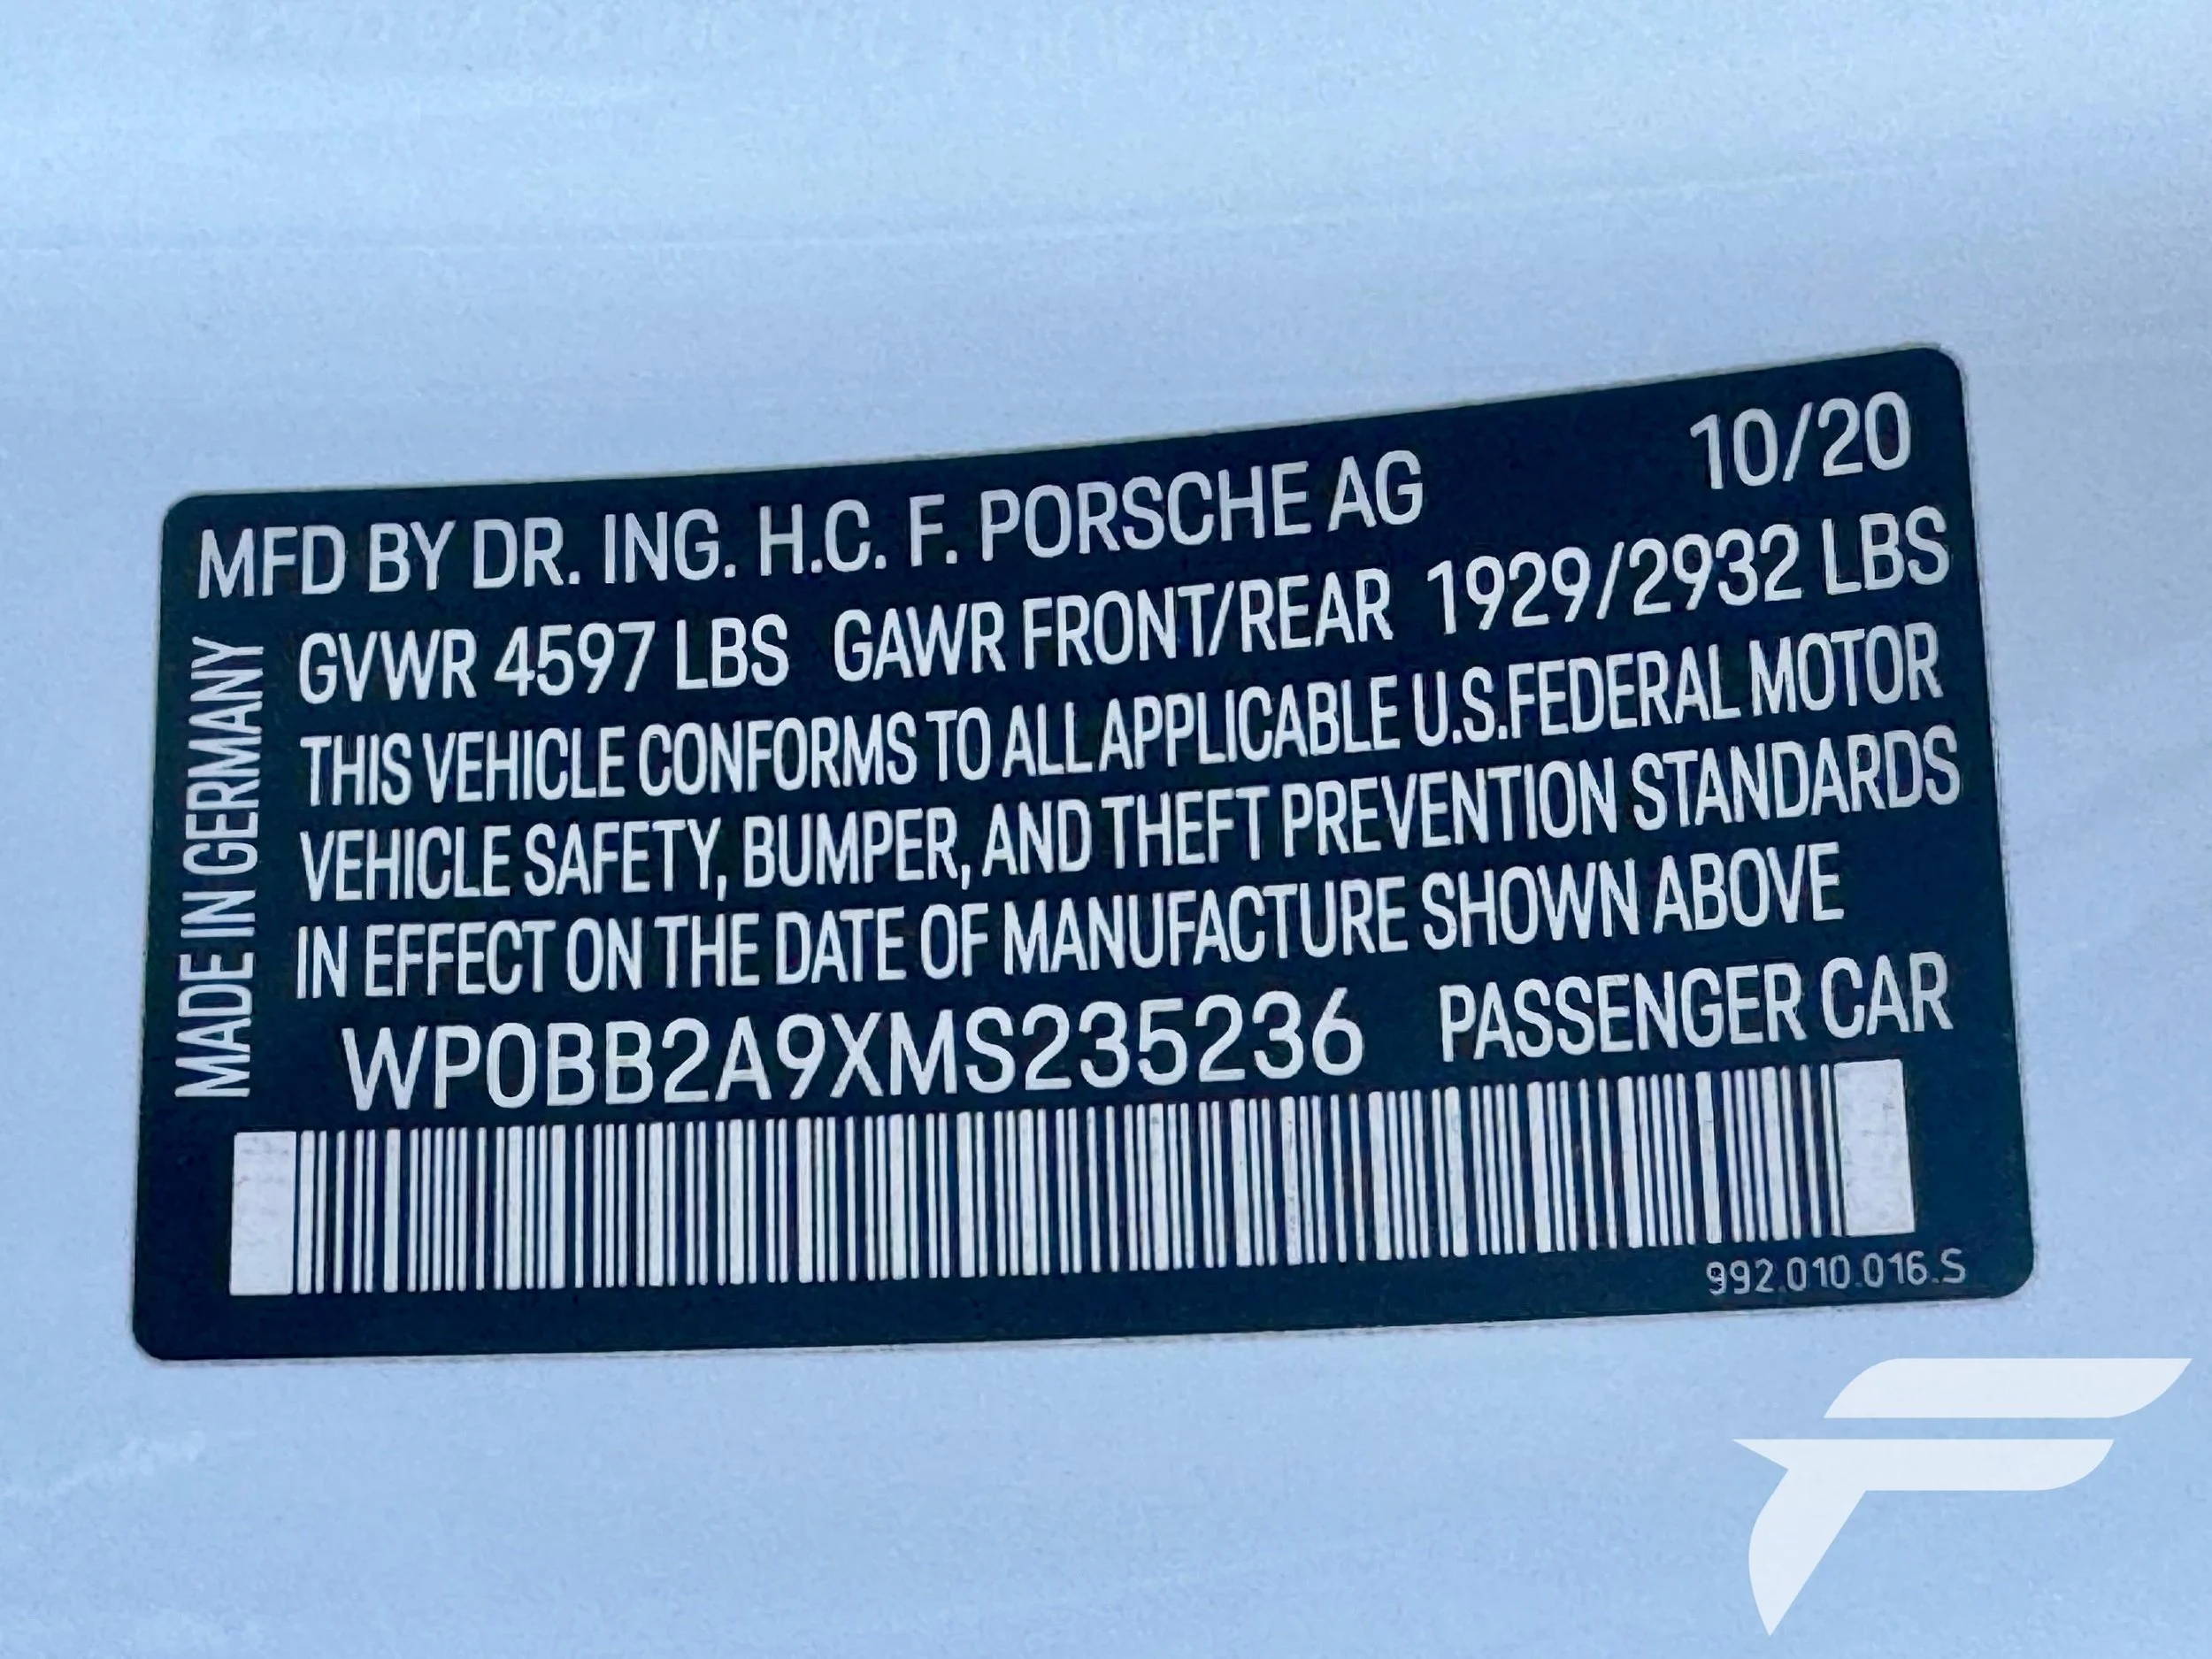 MFD BY DR. ING. H.C. F. PORSCHE AG 10/20
GVWR 4597 LBS GAWR FRONT/REAR 1929/2932 LBS
THIS VEHICLE CONFORMS TO ALL APPLICABLE U.S.FEDERAL MOTOR
VEHICLE SAFETY, BUMPER, AND THEFT PREVENTION STANDARDS
IN EFFECT ON THE DATE OF MANUFACTURE SHOWN ABOVE
WP0BB2A9XMS235236 PASSENGER CAR
992.010.016.S
MADE IN GERMANY